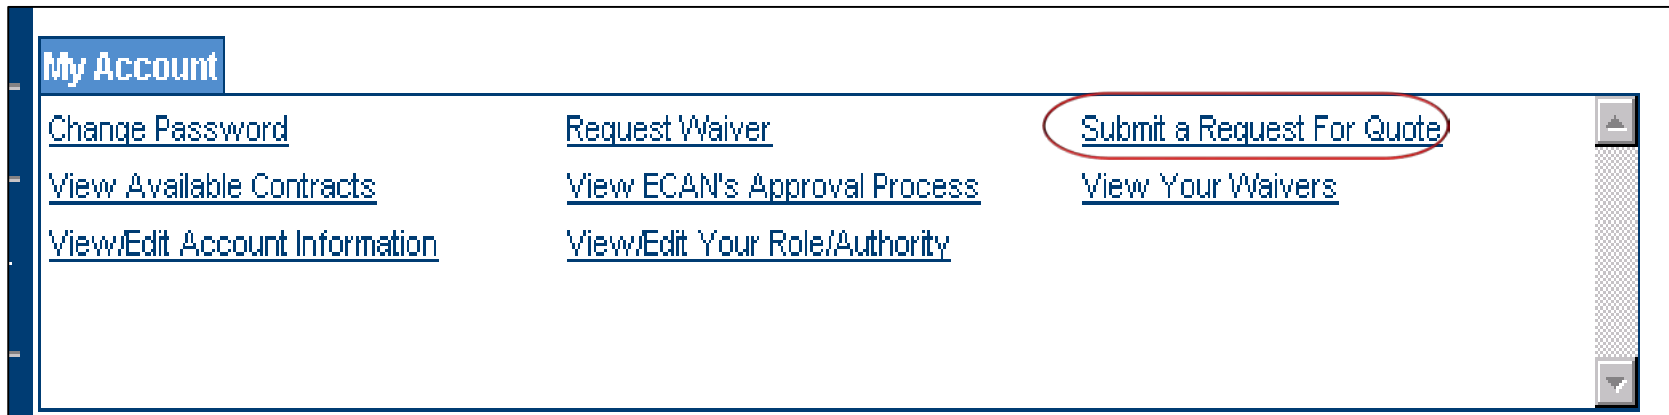 My Account
Change Password Request Waiver Submit a Request For Quote
View Available Contracts View ECAN's Approval Process View Your Waivers
View/Edit Account Information View/Edit Your Role/Authority